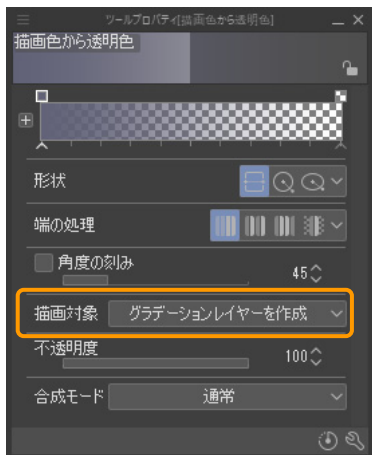 ツールプロパティ[描画色から透明色]
描画色から透明色
形状
端の処理
角度の刻み
45
描画対象 グラデーションレイヤーを作成
不透明度
100
合成モード 通常